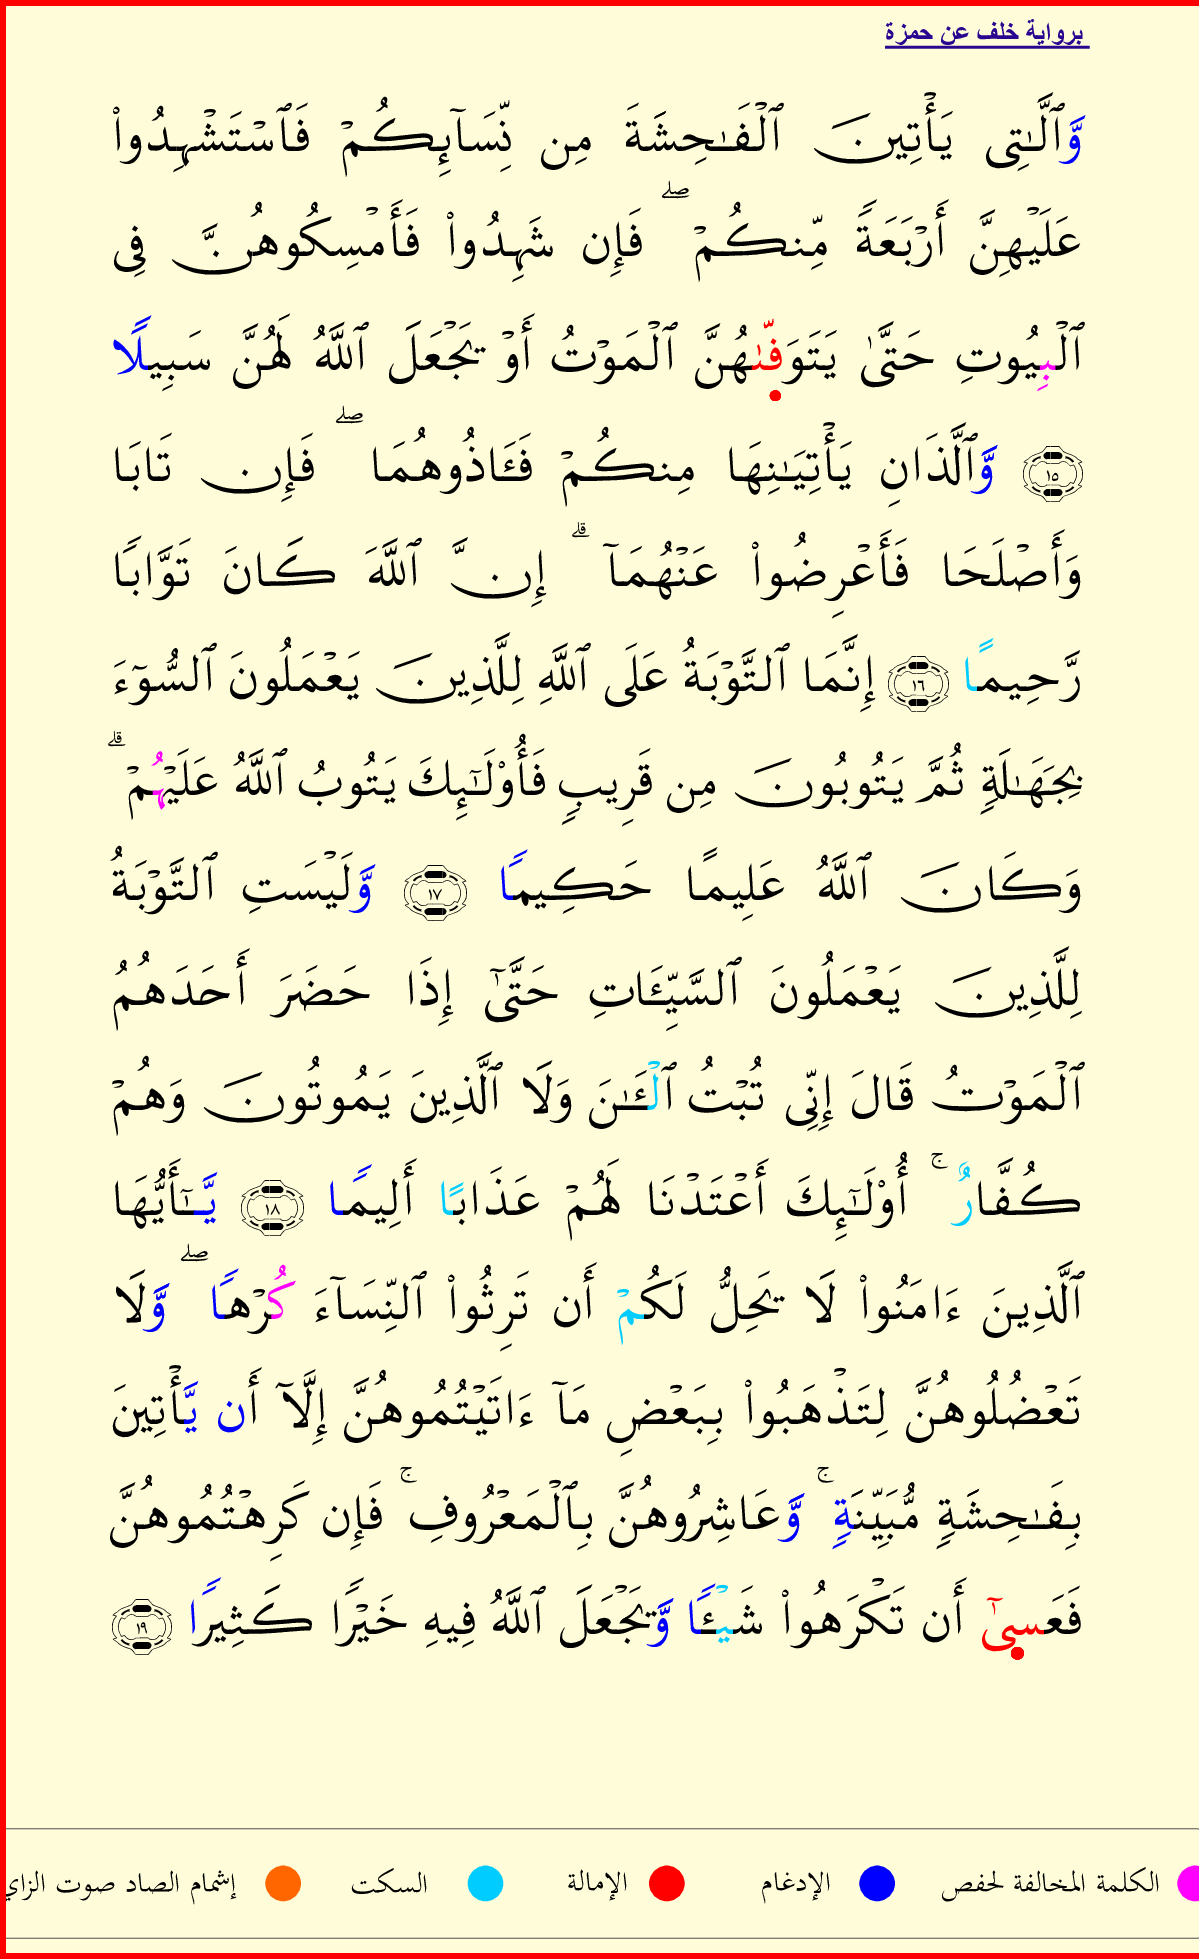 برواية خلف عن حمزة
وَّٱلَّٰتِى يَأۡتِينَ ٱلۡفَٰحِشَةَ مِن نِّسَآئِكُمۡ فَٱسۡتَشۡهِدُوا۟
عَلَيۡهِنَّ أَرۡبَعَةً مِّنكُمۡۖ فَإِن شَهِدُوا۟ فَأَمۡسِكُوهُنَّ فِى
ٱلۡبِيُوتِ حَتَّىٰ يَتَوَفَّىٰهُنَّ ٱلۡمَوۡتُ أَوۡ يَجۡعَلَ ٱللَّهُ لَهُنَّ سَبِيلًا
١٥ وَّٱلَّذَانِ يَأۡتِيَٰنِهَا مِنكُمۡ فَـَٔاذُوهُمَاۖ فَإِن تَابَا
وَأَصۡلَحَا فَأَعۡرِضُوا۟ عَنۡهُمَآۗ إِنَّ ٱللَّهَ كَانَ تَوَّابًا
رَّحِيمًا ١٦ إِنَّمَا ٱلتَّوۡبَةُ عَلَى ٱللَّهِ لِلَّذِينَ يَعۡمَلُونَ ٱلسُّوٓءَ
بِجَهَٰلَةٍ ثُمَّ يَتُوبُونَ مِن قَرِيبٍ فَأُو۟لَٰٓئِكَ يَتُوبُ ٱللَّهُ عَلَيۡهُمۡۗ
وَكَانَ ٱللَّهُ عَلِيمًا حَكِيمًا ١٧ وَّلَيۡسَتِ ٱلتَّوۡبَةُ
لِلَّذِينَ يَعۡمَلُونَ ٱلسَّيِّـَٔاتِ حَتَّىٰٓ إِذَا حَضَرَ أَحَدَهُمُ
ٱلۡمَوۡتُ قَالَ إِنِّى تُبۡتُ ٱلۡـَٰٔنَ وَلَا ٱلَّذِينَ يَمُوتُونَ وَهُمۡ
كُفَّارٌۚ أُو۟لَٰٓئِكَ أَعۡتَدۡنَا لَهُمۡ عَذَابًا أَلِيمًا ١٨ يَّٰٓأَيُّهَا
ٱلَّذِينَ ءَامَنُوا۟ لَا يَحِلُّ لَكُمۡ أَن تَرِثُوا۟ ٱلنِّسَآءَ كُرۡهًاۖ وَّلَا
تَعۡضُلُوهُنَّ لِتَذۡهَبُوا۟ بِبَعۡضِ مَآ ءَاتَيۡتُمُوهُنَّ إِلَّآ أَن يَّأۡتِينَ
بِفَٰحِشَةٍ مُّبَيِّنَةٍۚ وَّعَاشِرُوهُنَّ بِٱلۡمَعۡرُوفِۚ فَإِن كَرِهۡتُمُوهُنَّ
فَعَسِىٰٓ أَن تَكۡرَهُوا۟ شَيۡـًٔا وَّيَجۡعَلَ ٱللَّهُ فِيهِ خَيۡرًا كَثِيرًا ١٩
الكلمة المخالفة لحفص الإدغام الإمالة السكت إشمام الصاد صوت الزاي